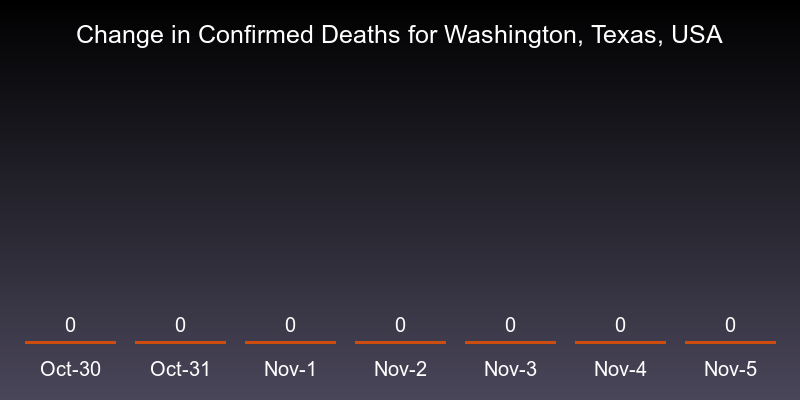 Change in Confirmed Deaths for Washington, Texas, USA
0 0 0 0 0 0 0
Oct-30 Oct-31 Nov-1 Nov-2 Nov-3 Nov-4 Nov-5